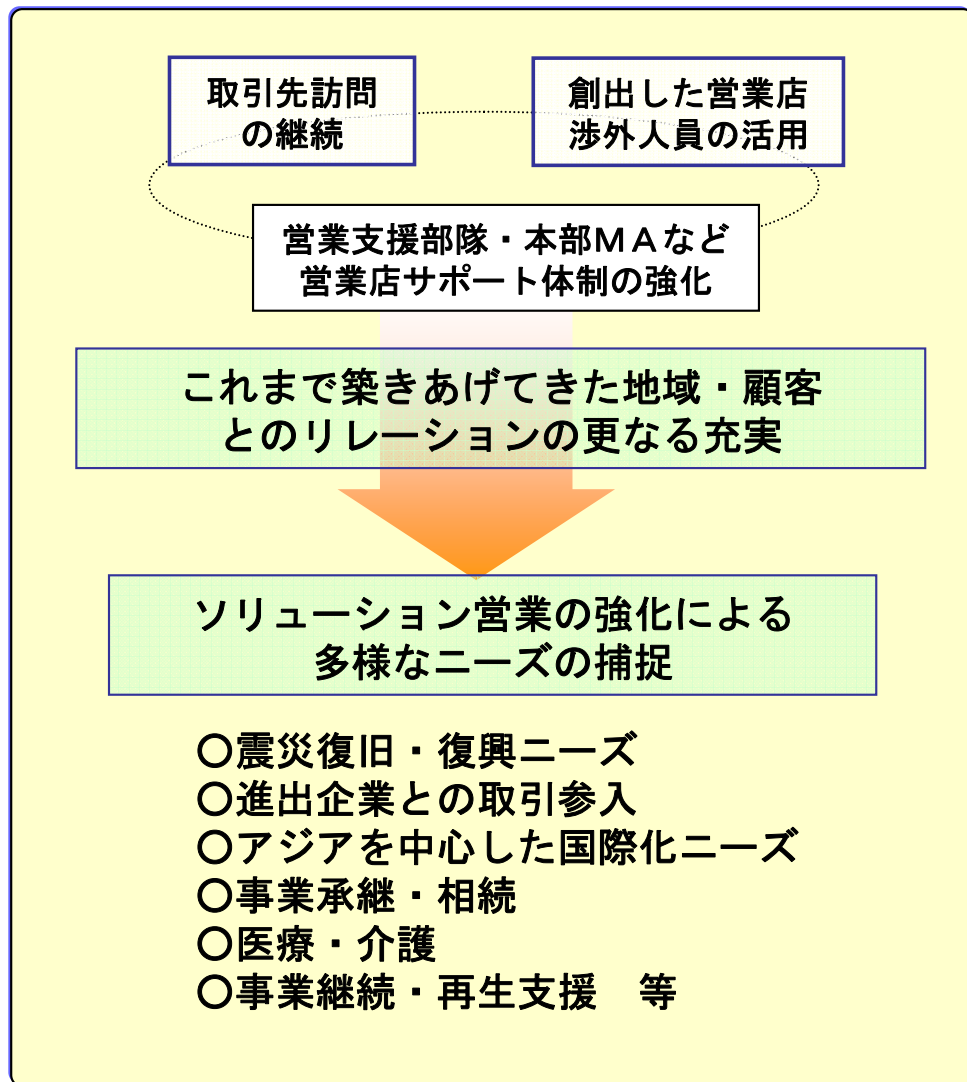 取引先訪問
の継続
創出した営業店
渉外人員の活用
営業支援部隊・本部ＭＡなど
営業店サポート体制の強化
これまで築きあげてきた地域・顧客
とのリレーションの更なる充実
ソリューション営業の強化による
多様なニーズの捕捉
○震災復旧・復興ニーズ
○進出企業との取引参入
○アジアを中心した国際化ニーズ
○事業承継・相続
○医療・介護
○事業継続・再生支援　等